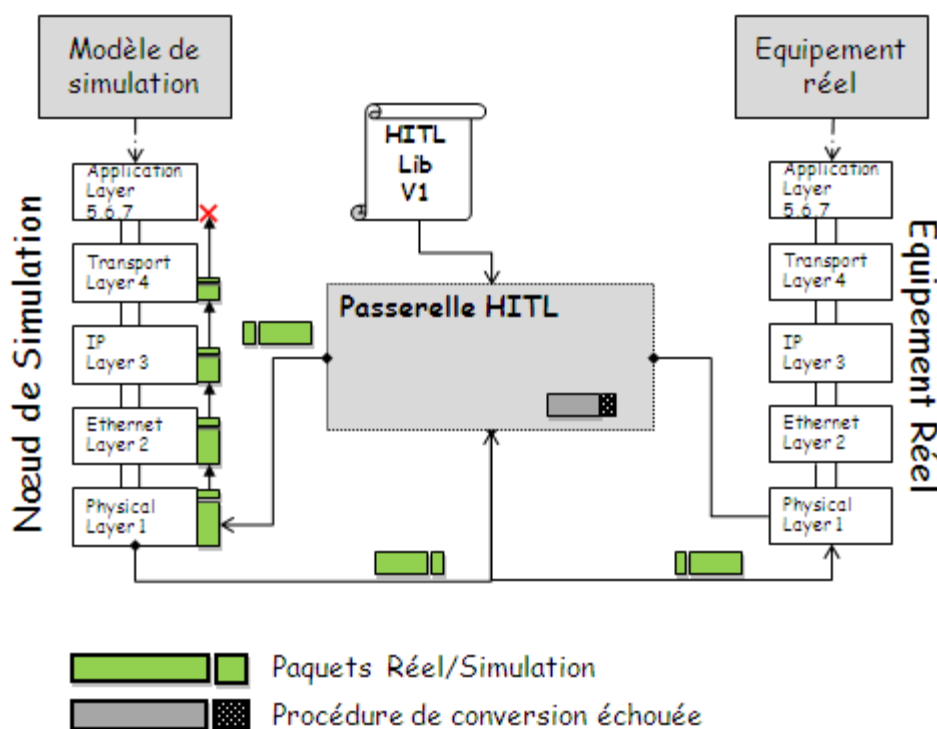 Modèle de
simulation
Equipement
réel
HITL
Lib
V1
Nœud de Simulation
Application
Layer
5.6.7
Transport
Layer 4
IP
Layer 3
Ethernet
Layer 2
Physical
Layer 1
Passerelle HITL
Application
Layer
5.6.7
Transport
Layer 4
IP
Layer 3
Ethernet
Layer 2
Physical
Layer 1
Equipement Réel
Paquets Réel/Simulation
Procédure de conversion échouée